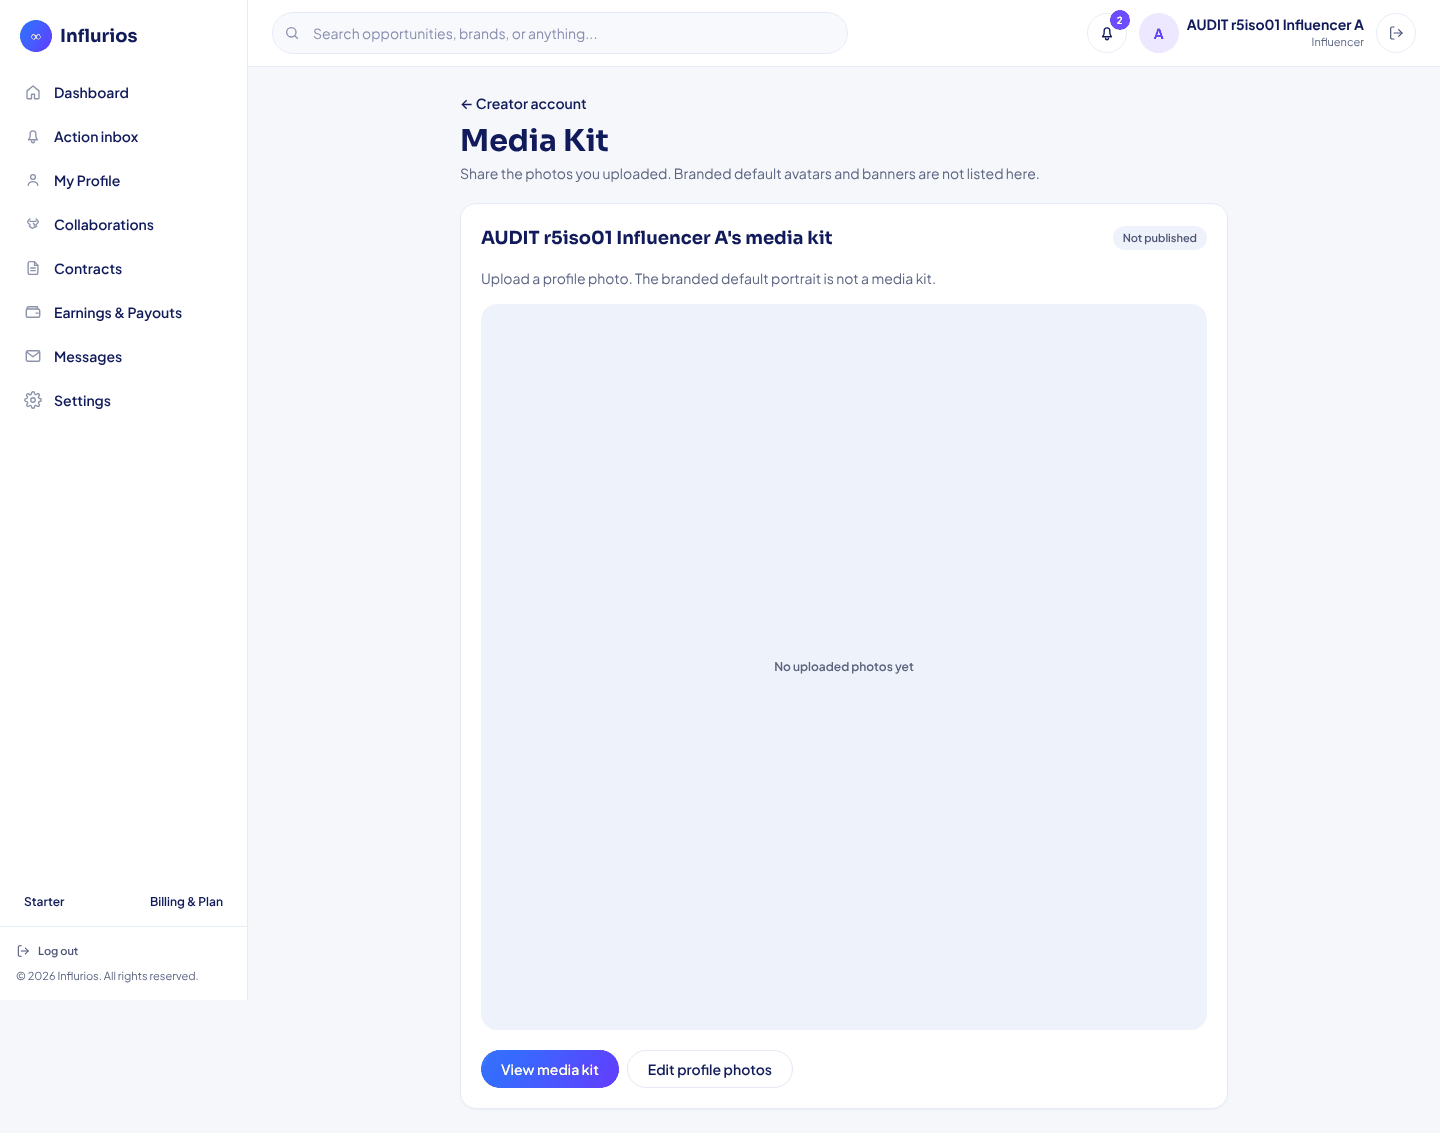 ∞ Influrios
Dashboard
Action inbox
My Profile
Collaborations
Contracts
Earnings & Payouts
Messages
Settings
Starter
Billing & Plan
Log out
© 2026 Influrios. All rights reserved.
Search opportunities, brands, or anything...
2
A
AUDIT r5iso01 Influencer A
Influencer
← Creator account
Media Kit
Share the photos you uploaded. Branded default avatars and banners are not listed here.
AUDIT r5iso01 Influencer A's media kit
Not published
Upload a profile photo. The branded default portrait is not a media kit.
No uploaded photos yet
View media kit
Edit profile photos